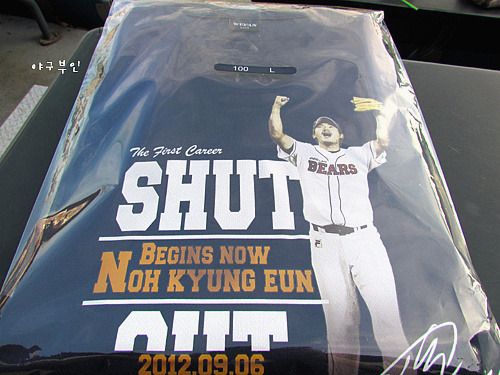 야구부인
100 L
The First Career
SHUT
BEGINS NOW
NOH KYUNG EUN
OUT
2012.09.06
BEARS
FILA